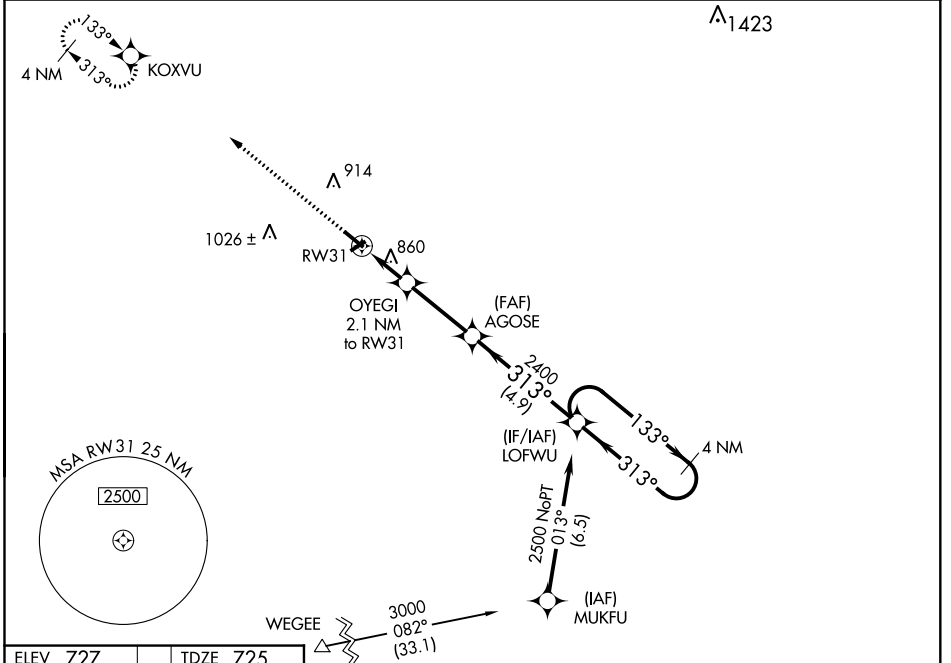 1423
133°
313°
4 NM
KOXVU
914
1026 ±
860
RW31
OYEGI
2.1 NM
to RW31
(FAF)
AGOSE
2400
313°
(4.9)
(IF/IAF)
LOFWU
133°
313°
4 NM
MSA RW31 25 NM
2500
2500 NoPT
013°
(6.5)
(IAF)
MUKFU
WEGEE
3000
082°
(33.1)
ELEV 727
TDZE 725